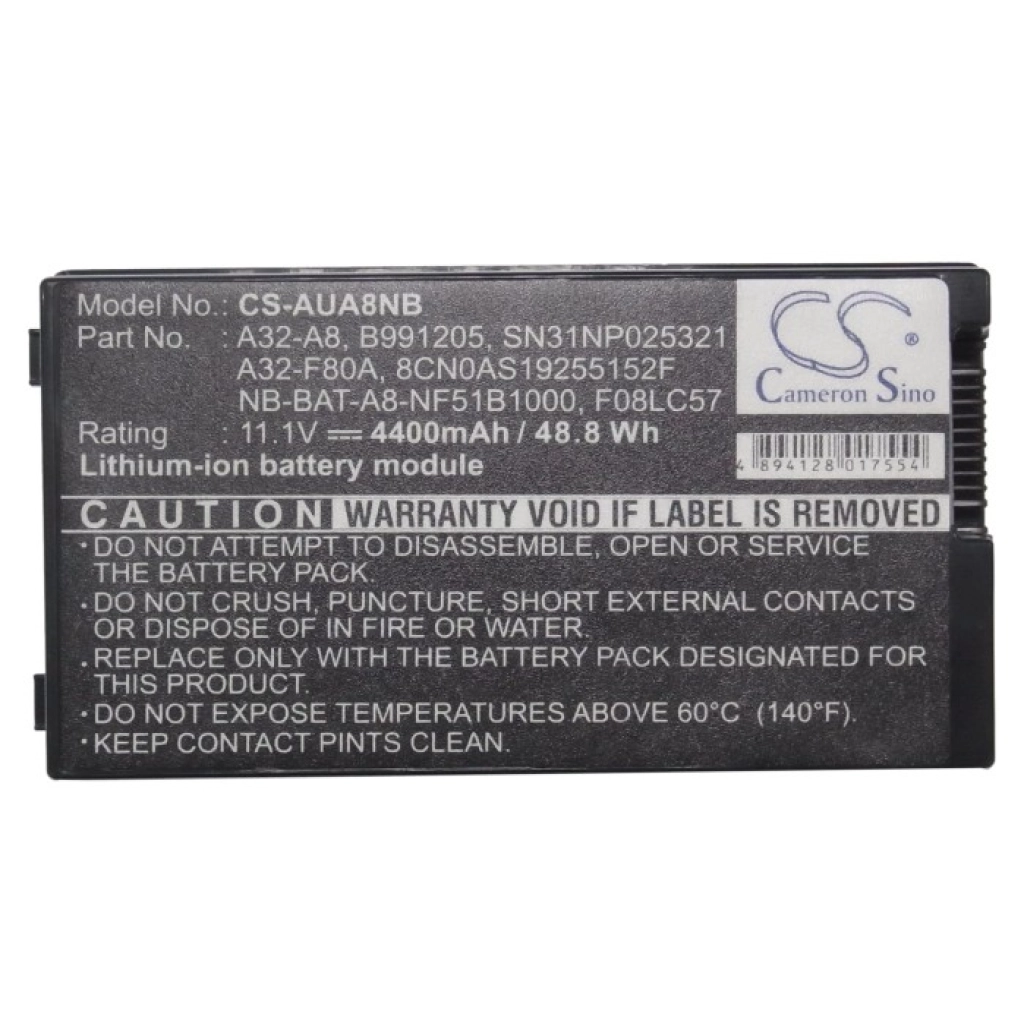 Model No.: CS-AUA8NB
Part No. : A32-A8, B991205, SN31NP025321
A32-F80A, 8CN0AS19255152F
NB-BAT-A8-NF51B1000, F08LC57
Rating : 11.1V ⎓ 4400mAh / 48.8 Wh
Lithium-ion battery module
CS ®
Cameron Sino
4 894128 017554
CAUTION WARRANTY VOID IF LABEL IS REMOVED
· DO NOT ATTEMPT TO DISASSEMBLE, OPEN OR SERVICE
THE BATTERY PACK.
· DO NOT CRUSH, PUNCTURE, SHORT EXTERNAL CONTACTS
OR DISPOSE OF IN FIRE OR WATER.
· REPLACE ONLY WITH THE BATTERY PACK DESIGNATED FOR
THIS PRODUCT.
· DO NOT EXPOSE TEMPERATURES ABOVE 60°C (140°F).
· KEEP CONTACT PINTS CLEAN.